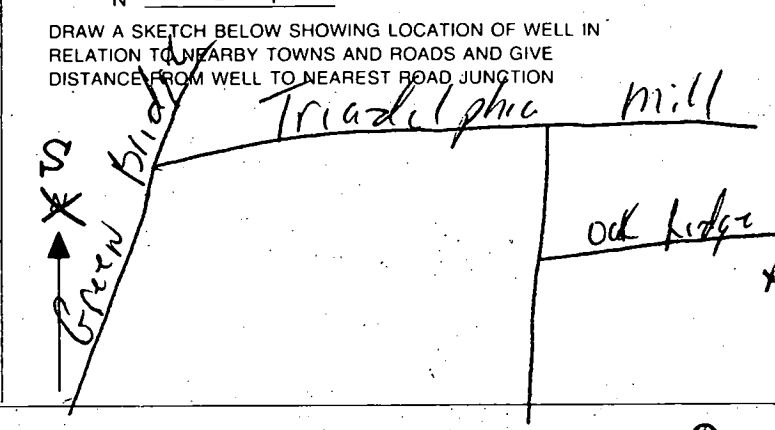 N
DRAW A SKETCH BELOW SHOWING LOCATION OF WELL IN
RELATION TO NEARBY TOWNS AND ROADS AND GIVE
DISTANCE FROM WELL TO NEAREST ROAD JUNCTION
Triadelphia Mill
Green Bridge
S
Oak Ridge